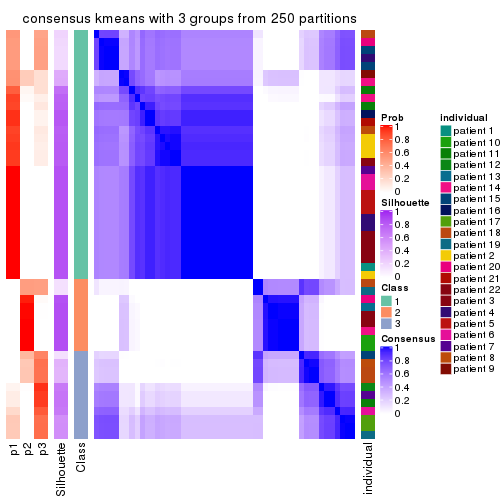 consensus kmeans with 3 groups from 250 partitions
Prob
1
0.8
0.6
0.4
0.2
0
Silhouette
1
0.8
0.6
0.4
0.2
0
Class
1
2
3
Consensus
1
0.8
0.6
0.4
0.2
0
individual
patient 1
patient 10
patient 11
patient 12
patient 13
patient 14
patient 15
patient 16
patient 17
patient 18
patient 19
patient 2
patient 20
patient 21
patient 22
patient 3
patient 4
patient 5
patient 6
patient 7
patient 8
patient 9
p1
p2
p3
Silhouette
Class
individual